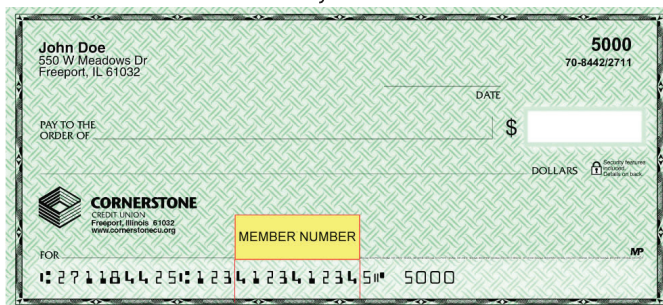 John Doe
550 W Meadows Dr
Freeport, IL 61032
5000
70-8442/2711
DATE
PAY TO THE
ORDER OF
$
DOLLARS
Security features
included.
Details on back.
CORNERSTONE
CREDIT UNION
Freeport, Illinois 61032
www.cornerstonecu.org
MEMBER NUMBER
FOR
MP
⑆271184425⑆1234123412345⑈ 5000